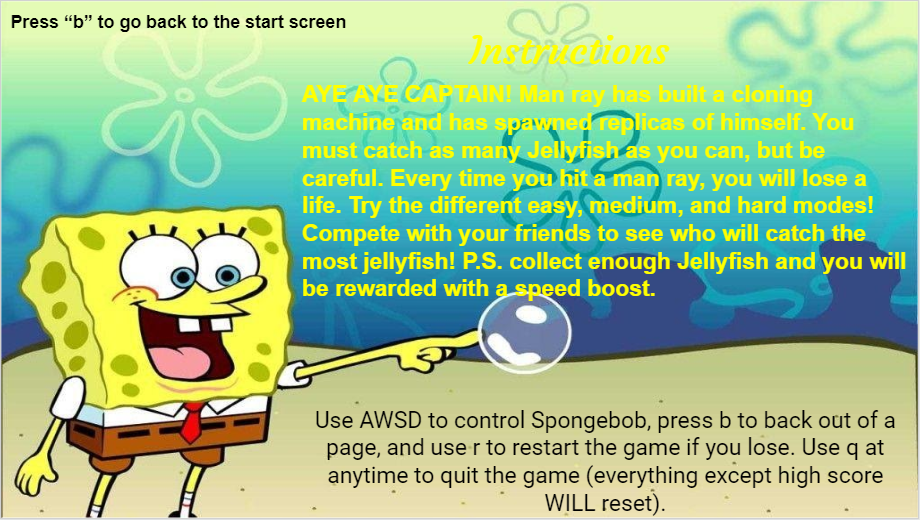 Press “b” to go back to the start screen
Instructions
AYE AYE CAPTAIN! Man ray has built a cloning
machine and has spawned replicas of himself. You
must catch as many Jellyfish as you can, but be
careful. Every time you hit a man ray, you will lose a
life. Try the different easy, medium, and hard modes!
Compete with your friends to see who will catch the
most jellyfish! P.S. collect enough Jellyfish and you will
be rewarded with a speed boost.
Use AWSD to control Spongebob, press b to back out of a
page, and use r to restart the game if you lose. Use q at
anytime to quit the game (everything except high score
WILL reset).